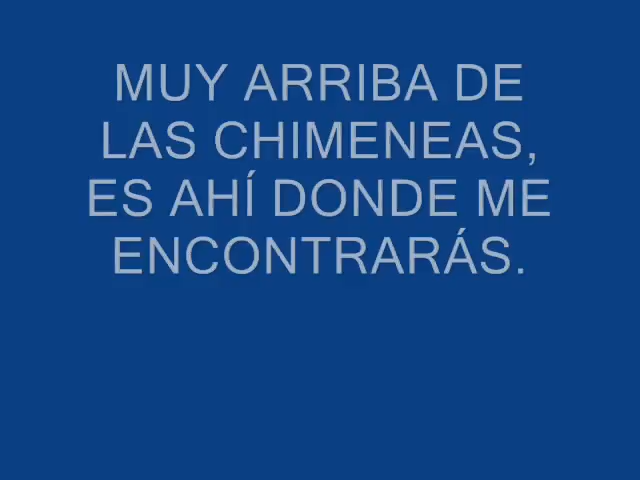 MUY ARRIBA DE
LAS CHIMENEAS,
ES AHÍ DONDE ME
ENCONTRARÁS.